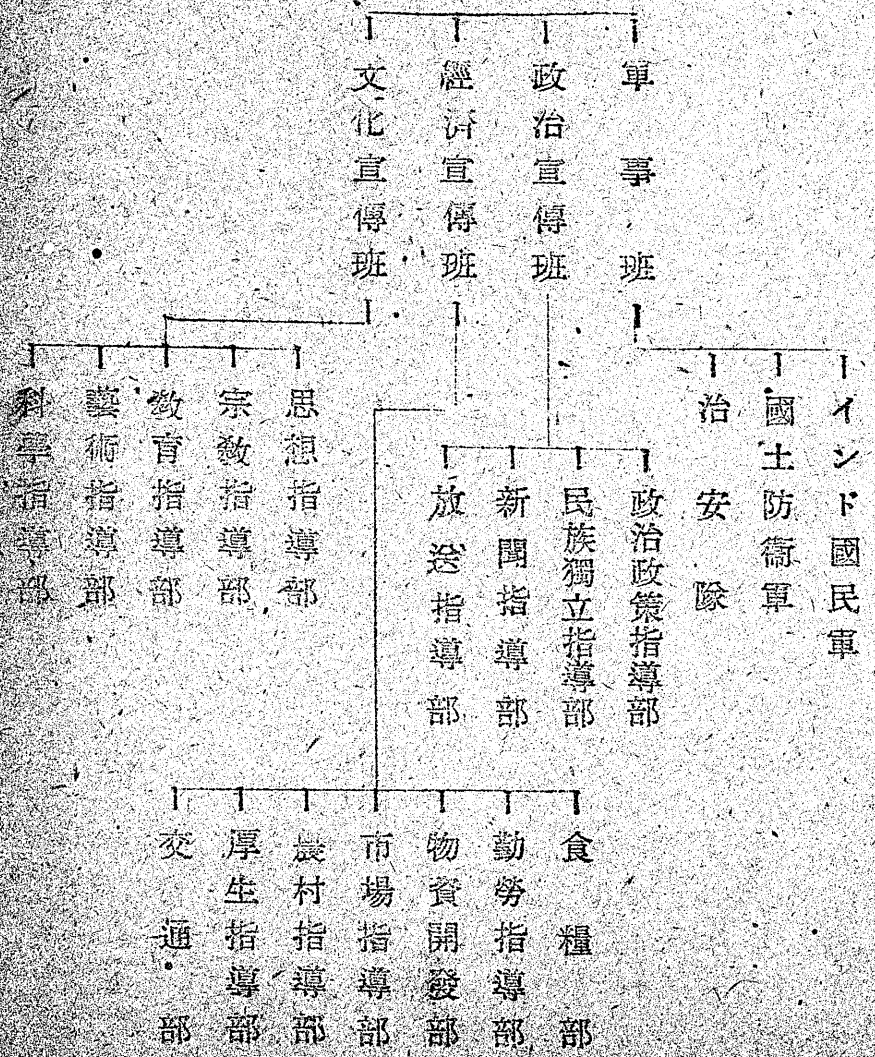 軍事班
政治宣傳班
經濟宣傳班
文化宣傳班
インド國民軍
國土防衞軍
治安隊
政治政策指導部
民族獨立指導部
新聞指導部
放送指導部
食糧部
勤勞指導部
物資開發部
市場指導部
農村指導部
厚生指導部
交通部
思想指導部
宗敎指導部
敎育指導部
藝術指導部
科學指導部